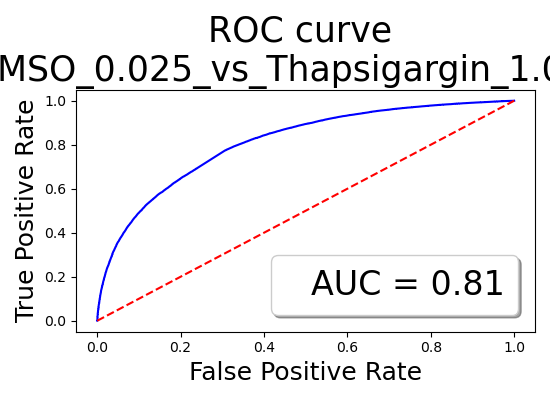 ROC curve
MSO_0.025_vs_Thapsigargin_1.0
1.0
0.8
0.6
0.4
0.2
0.0
True Positive Rate
AUC = 0.81
0.0 0.2 0.4 0.6 0.8 1.0
False Positive Rate